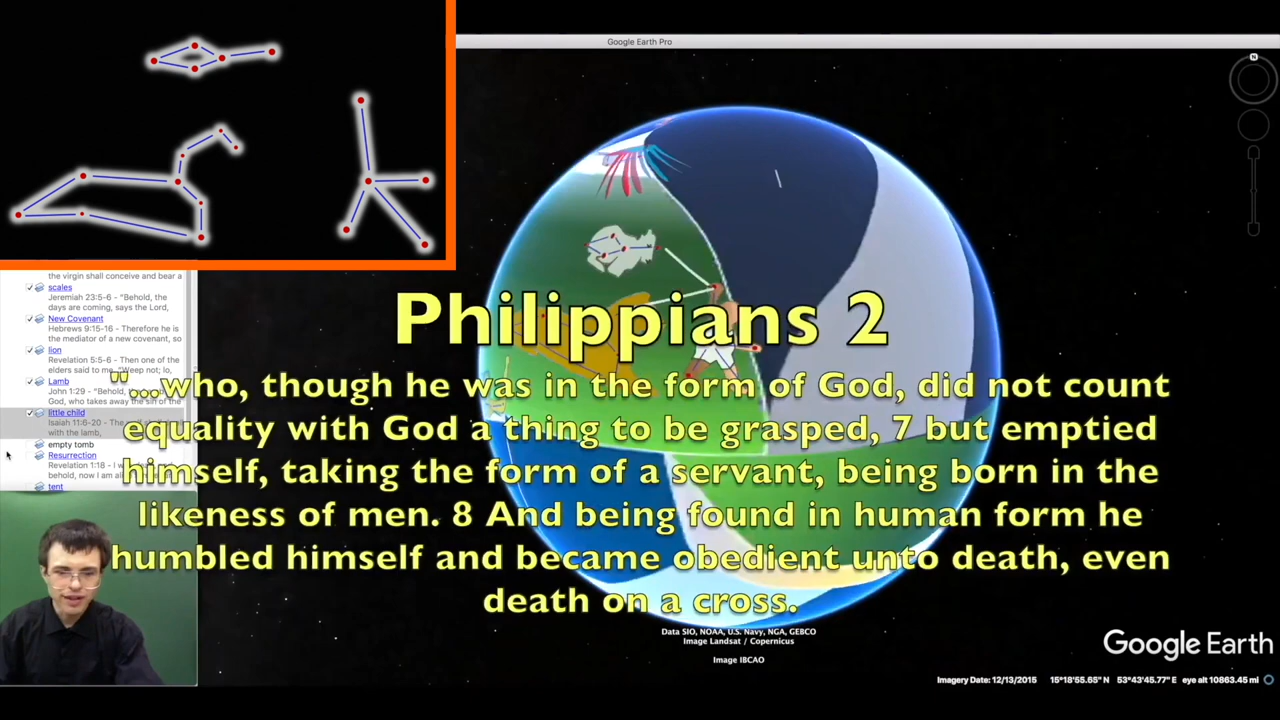 Google Earth Pro
N
the virgin shall conceive and bear a
scales
Jeremiah 23:5-6 - "Behold, the
days are coming, says the Lord,
New Covenant
Hebrews 9:15-16 - Therefore he is
the mediator of a new covenant, so
lion
Revelation 5:5-6 - Then one of the
elders said to me, "Weep not; lo,
Lamb
John 1:29 - "Behold, the
God, who takes away the sin of the
little child
Isaiah 11:6-20 - The
with the lamb,
empty tomb
Resurrection
Revelation 1:18 - I
behold, now I am ali
tent
Philippians 2
"...who, though he was in the form of God, did not count
equality with God a thing to be grasped, 7 but emptied
himself, taking the form of a servant, being born in the
likeness of men. 8 And being found in human form he
humbled himself and became obedient unto death, even
death on a cross.
Data SIO, NOAA, U.S. Navy, NGA, GEBCO
Image Landsat / Copernicus
Image IBCAO
Google Earth
Imagery Date: 12/13/2015 15°18'55.65" N 53°43'45.77" E eye alt 10863.45 mi